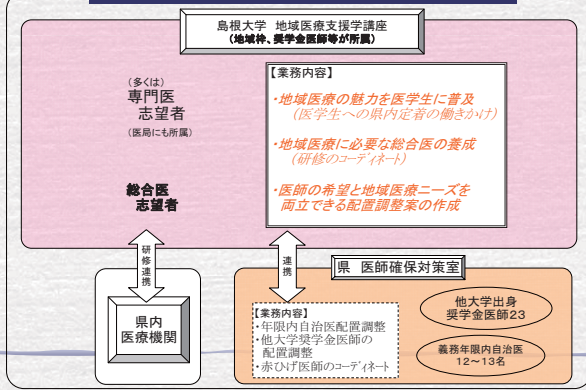 島根大学 地域医療支援学講座
(地域枠、奨学金医師等が所属)
(多くは)
専門医
志望者
(医局にも所属)
総合医
志望者
【業務内容】
・地域医療の魅力を医学生に普及
(医学生への県内定着の働きかけ)
・地域医療に必要な総合医の養成
(研修のコーディネート)
・医師の希望と地域医療ニーズを
両立できる配置調整案の作成
研修連携
連携
県内
医療機関
県 医師確保対策室
【業務内容】
・年限内自治医配置調整
・他大学奨学金医師の
配置調整
・赤ひげ医師のコーディネート
他大学出身
奨学金医師23
義務年限内自治医
12～13名